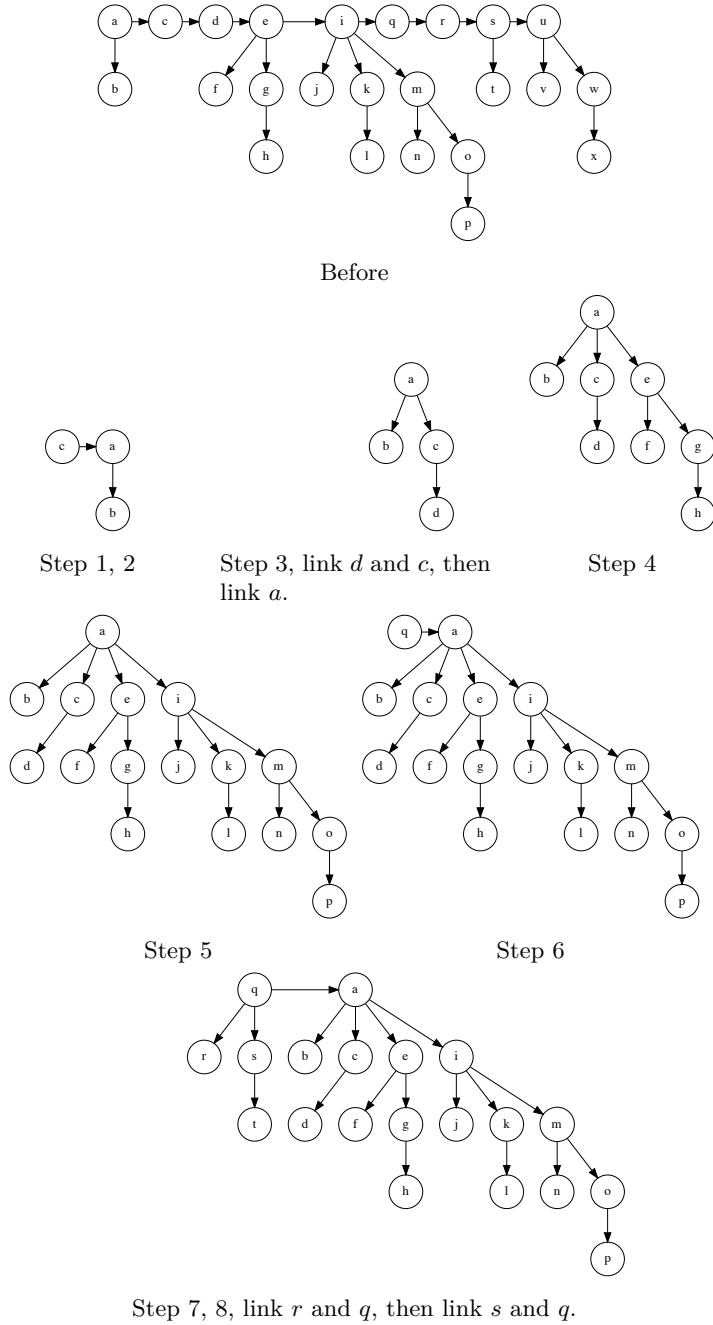 a c d e i q r s u
b f g j k m t v w
h l n o x
p
Before
a
a b c e
c a b c d f g
b d h
Step 1, 2 Step 3, link d and c, then Step 4
link a.
a q a
b c e i b c e i
d f g j k m d f g j k m
h l n o h l n o
p p
Step 5 Step 6
q a
r s b c e i
t d f g j k m
h l n o
p
Step 7, 8, link r and q, then link s and q.